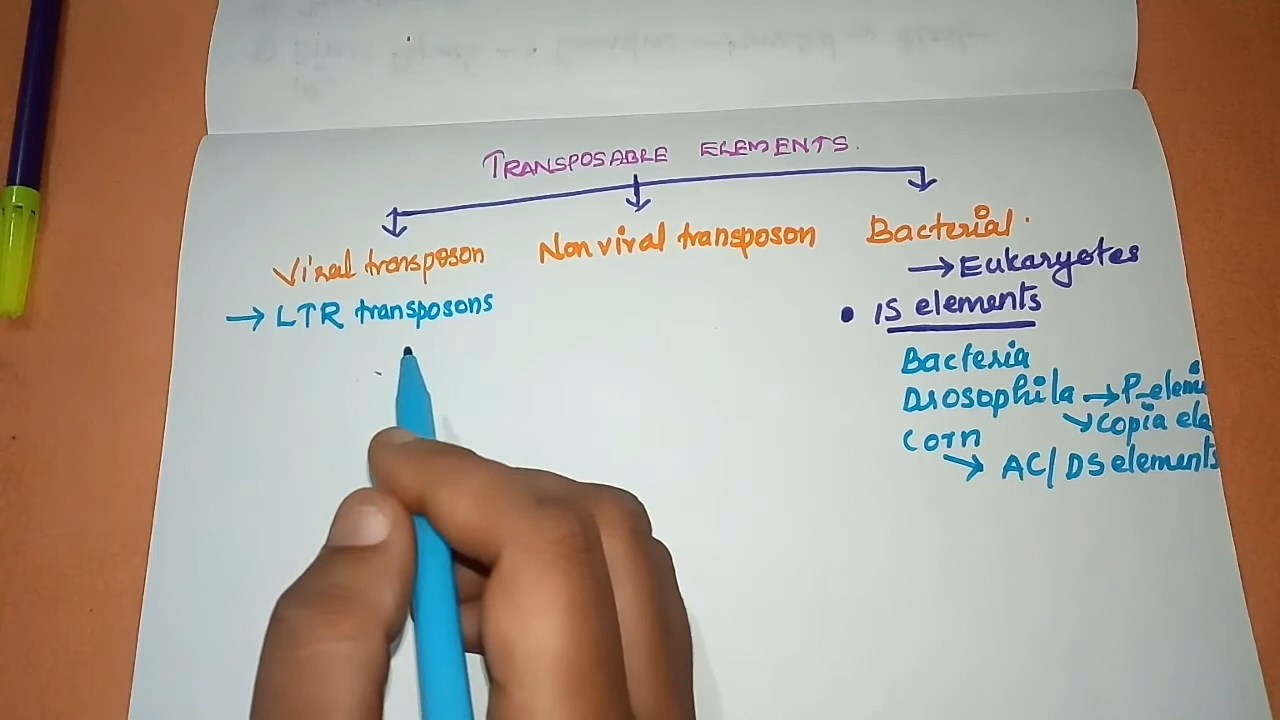 TRANSPOSABLE ELEMENTS.
Viral transposon
→ LTR transposons
Non viral transposon
Bacterial.
→ Eukaryotes
• IS elements
Bacteria
Drosophila → P-elem
→ copia ele
Corn
→ AC/DS elements